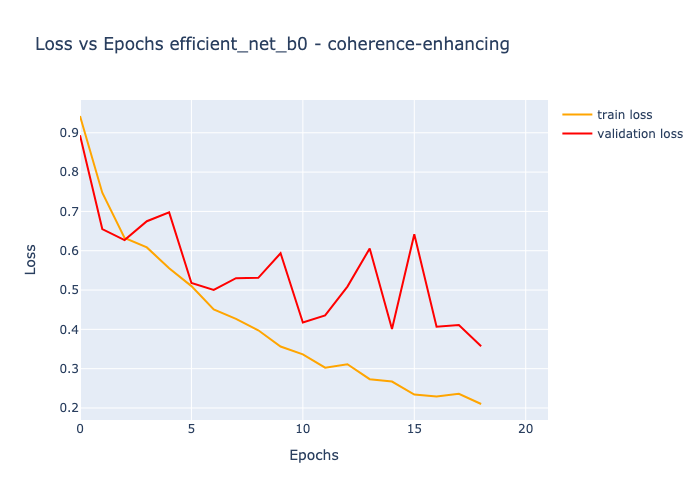 Loss vs Epochs efficient_net_b0 - coherence-enhancing
train loss
validation loss
0.9
0.8
0.7
0.6
0.5
0.4
0.3
0.2
Loss
0 5 10 15 20
Epochs